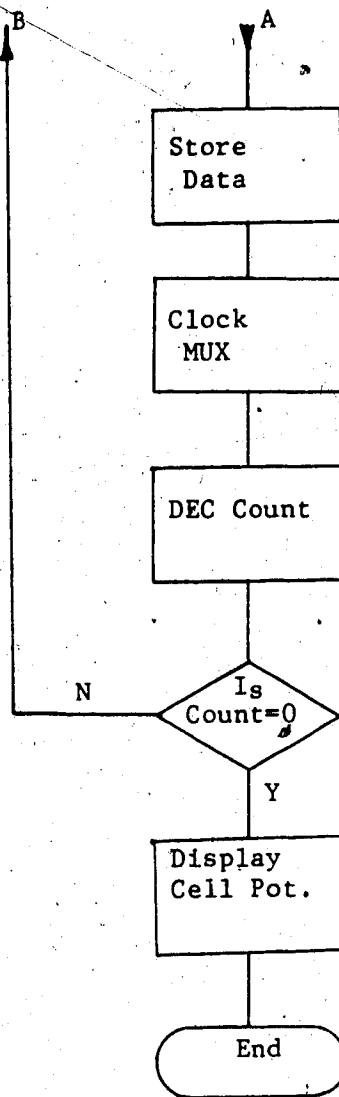 B
A
Store
Data
Clock
MUX
DEC Count
Is
Count=0
N
Y
Display
Cell Pot.
End